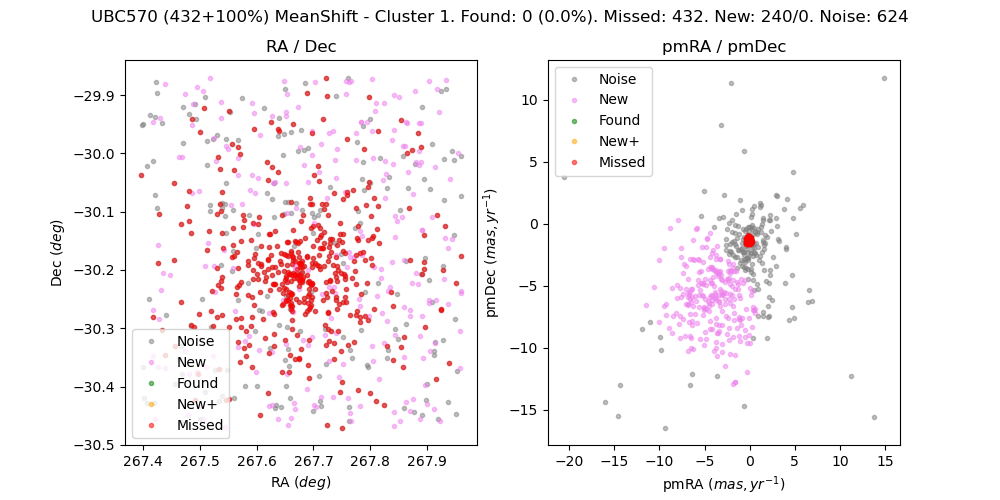 UBC570 (432+100%) MeanShift - Cluster 1. Found: 0 (0.0%). Missed: 432. New: 240/0. Noise: 624
RA / Dec
−29.9
−30.0
−30.1
−30.2
−30.3
−30.4
−30.5
Dec (deg)
Noise
New
Found
New+
Missed
267.4 267.5 267.6 267.7 267.8 267.9
RA (deg)
pmRA / pmDec
10
5
0
−5
−10
−15
pmDec (mas, yr⁻¹)
Noise
New
Found
New+
Missed
−20 −15 −10 −5 0 5 10 15
pmRA (mas, yr⁻¹)